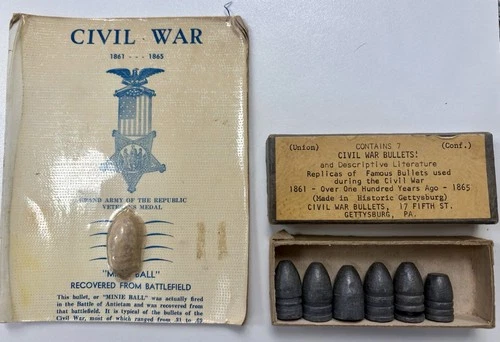 CIVIL WAR
1861 - - - 1865
GRAND ARMY OF THE REPUBLIC
VETERAN MEDAL
"MINIE BALL"
RECOVERED FROM BATTLEFIELD
This bullet, or "MINIE BALL" was actually fired
in the Battle of Antietam and was recovered from
that battlefield. It is typical of the bullets of the
Civil War, most of which ranged from .31 to
(Union) CONTAINS 7 (Conf.)
CIVIL WAR BULLETS!
and Descriptive Literature
Replicas of Famous Bullets used
during the Civil War
1861 - Over One Hundred Years Ago - 1865
(Made in Historic Gettysburg)
CIVIL WAR BULLETS, 17 FIFTH ST.
GETTYSBURG, PA.